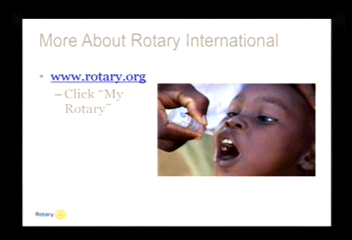 More About Rotary International
• www.rotary.org
– Click "My
Rotary"
Rotary